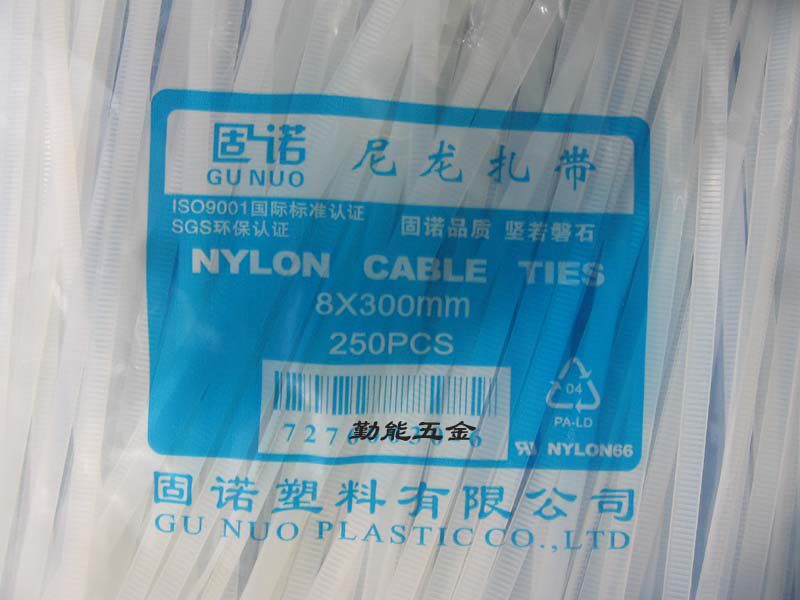 固诺 尼龙扎带
GU NUO
ISO9001国际标准认证
SGS环保认证
固诺品质 坚若磐石
NYLON CABLE TIES
8X300mm
250PCS
勤能五金
04
PA-LD
NYLON66
固诺塑料有限公司
GU NUO PLASTIC CO.,LTD